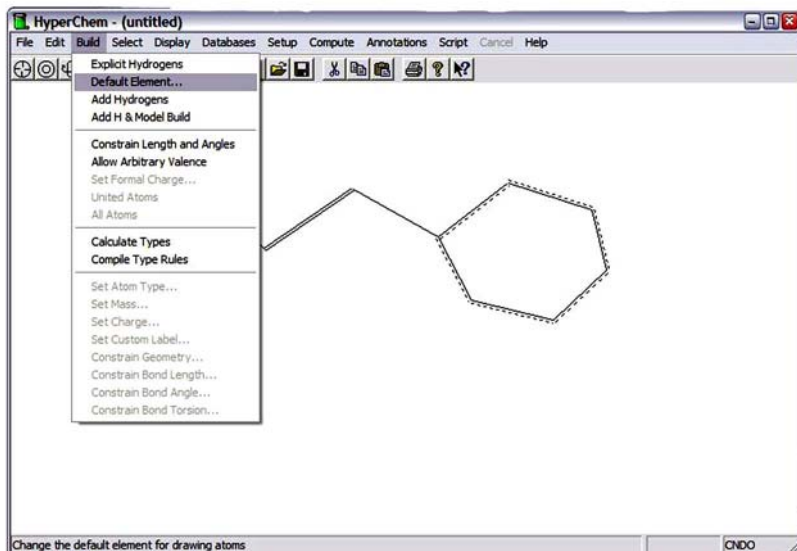 HyperChem - (untitled)
File Edit Build Select Display Databases Setup Compute Annotations Script Cancel Help
Explicit Hydrogens
Default Element...
Add Hydrogens
Add H & Model Build
Constrain Length and Angles
Allow Arbitrary Valence
Set Formal Charge...
United Atoms
All Atoms
Calculate Types
Compile Type Rules
Set Atom Type...
Set Mass...
Set Charge...
Set Custom Label...
Constrain Geometry...
Constrain Bond Length...
Constrain Bond Angle...
Constrain Bond Torsion...
Change the default element for drawing atoms
CNDO